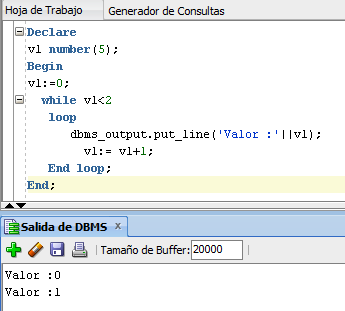 Hoja de Trabajo Generador de Consultas
Declare
v1 number(5);
Begin
v1:=0;
while v1<2
loop
dbms_output.put_line('Valor :'||v1);
v1:= v1+1;
End loop;
End;
Salida de DBMS x
Tamaño de Buffer: 20000
Valor :0
Valor :1